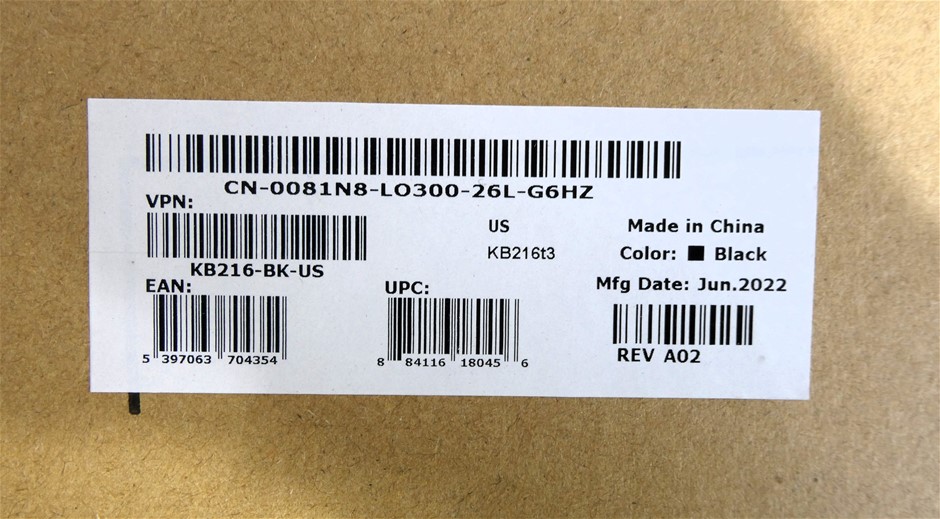 CN-0081N8-LO300-26L-G6HZ
VPN:
KB216-BK-US
US
KB216t3
Made in China
Color: Black
Mfg Date: Jun.2022
EAN:
5 397063 704354
UPC:
8 84116 18045 6
REV A02